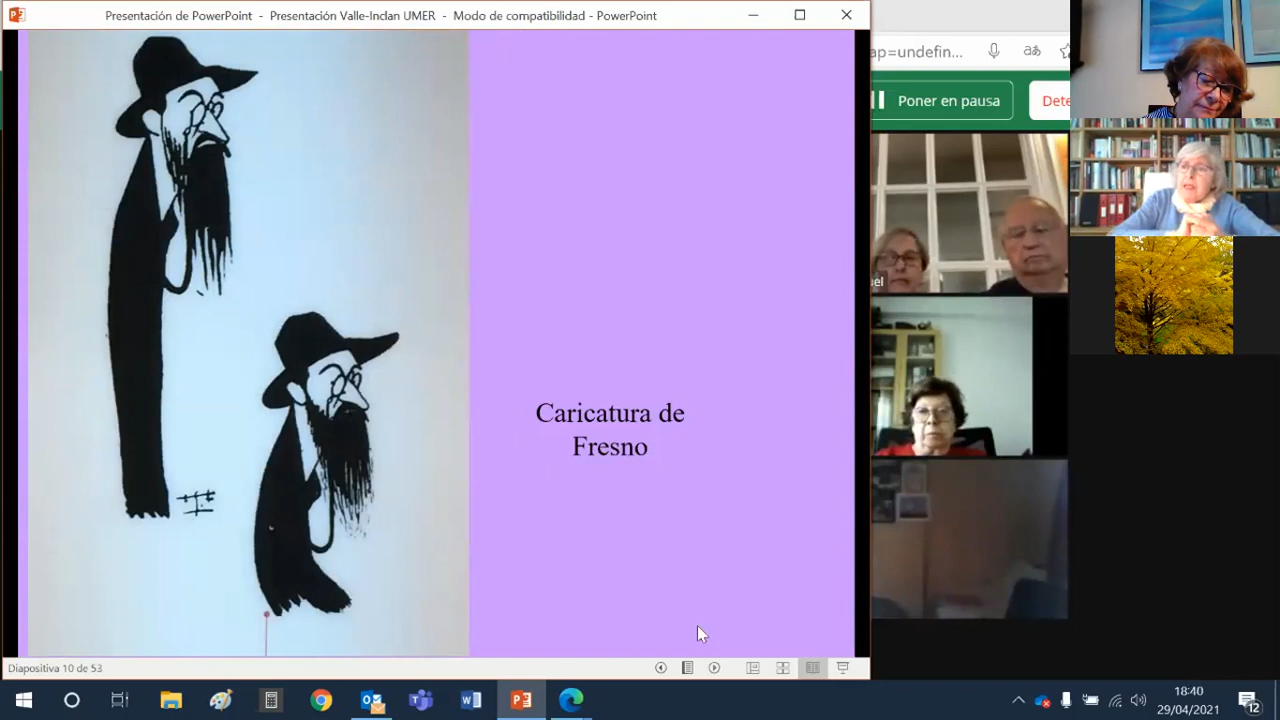 Presentación de PowerPoint - Presentación Valle-Inclan UMER - Modo de compatibilidad - PowerPoint
ap=undefin...
Poner en pausa
Dete
uel
Caricatura de
Fresno
Diapositiva 10 de 53
18:40
29/04/2021
12